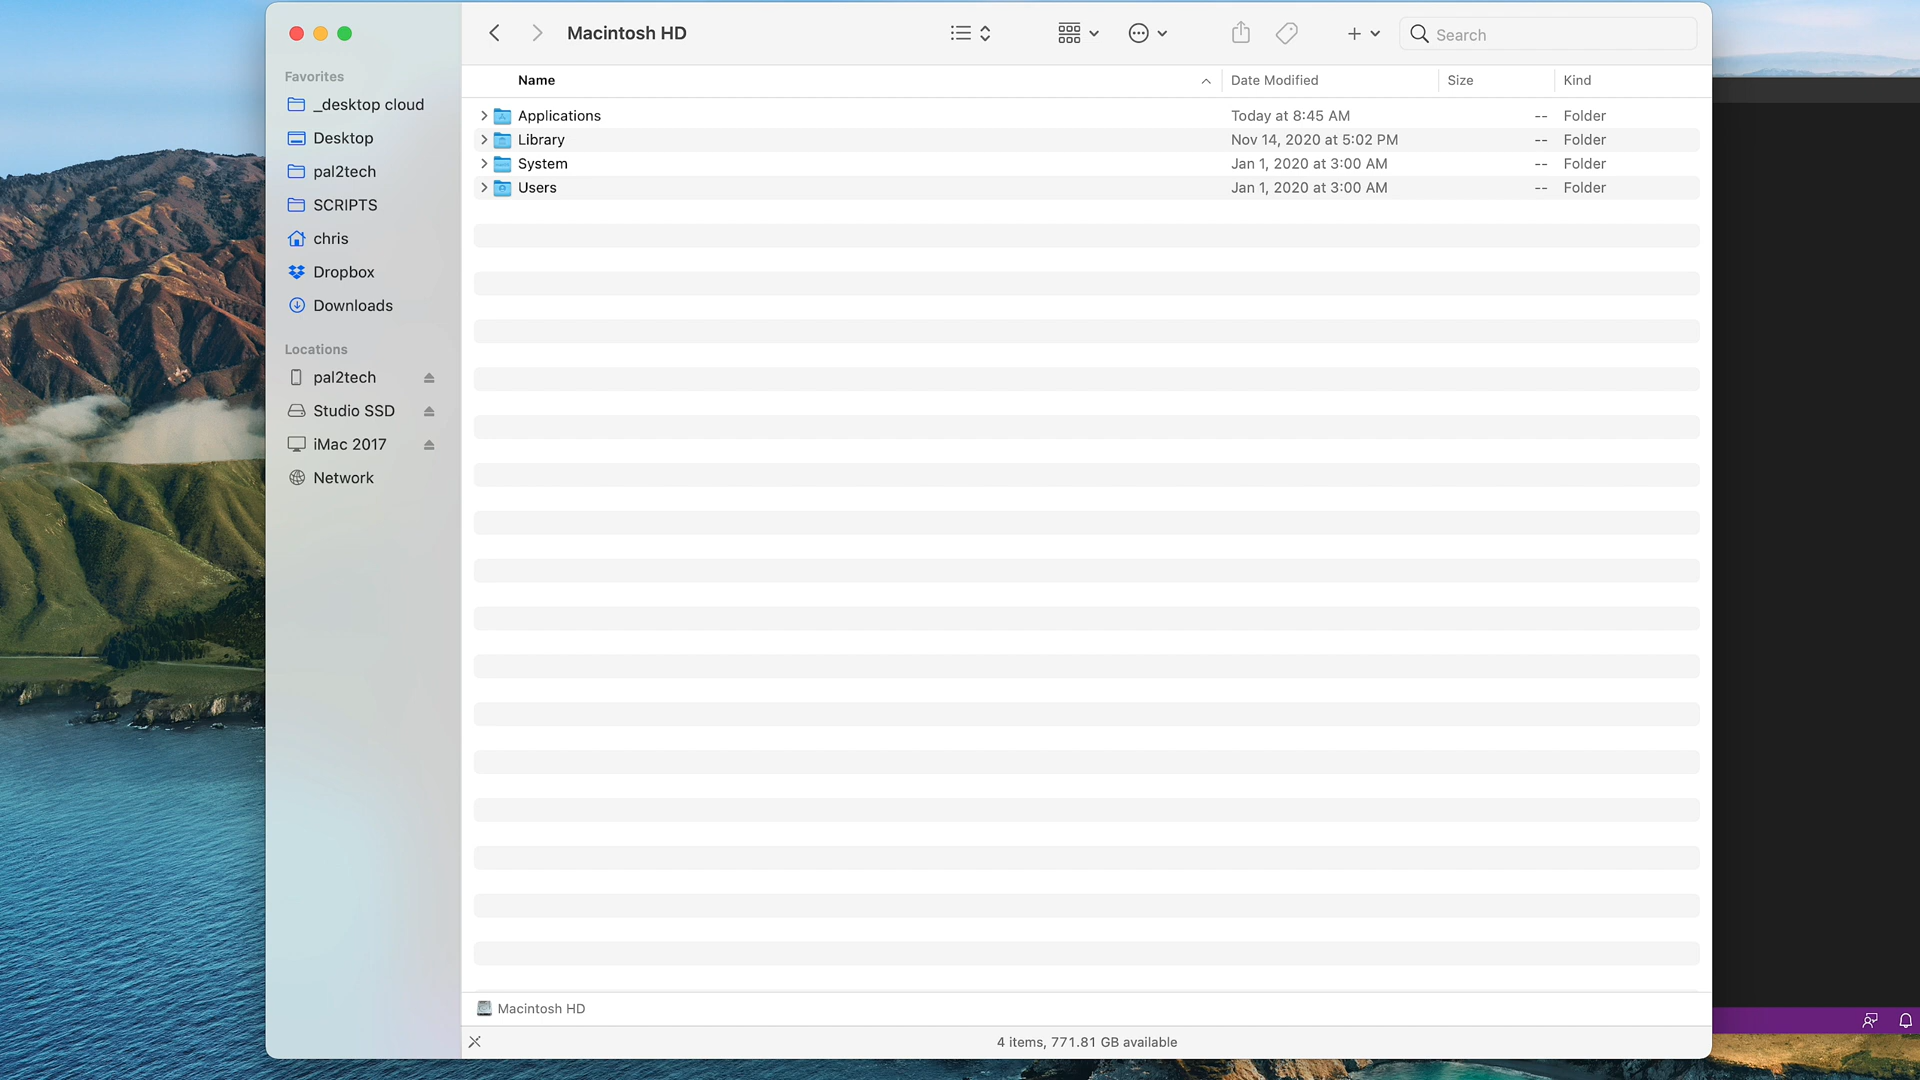 Macintosh HD
Search
Favorites
_desktop cloud
Desktop
pal2tech
SCRIPTS
chris
Dropbox
Downloads
Locations
pal2tech
Studio SSD
iMac 2017
Network
Name Date Modified Size Kind
Applications Today at 8:45 AM -- Folder
Library Nov 14, 2020 at 5:02 PM -- Folder
System Jan 1, 2020 at 3:00 AM -- Folder
Users Jan 1, 2020 at 3:00 AM -- Folder
Macintosh HD
4 items, 771.81 GB available